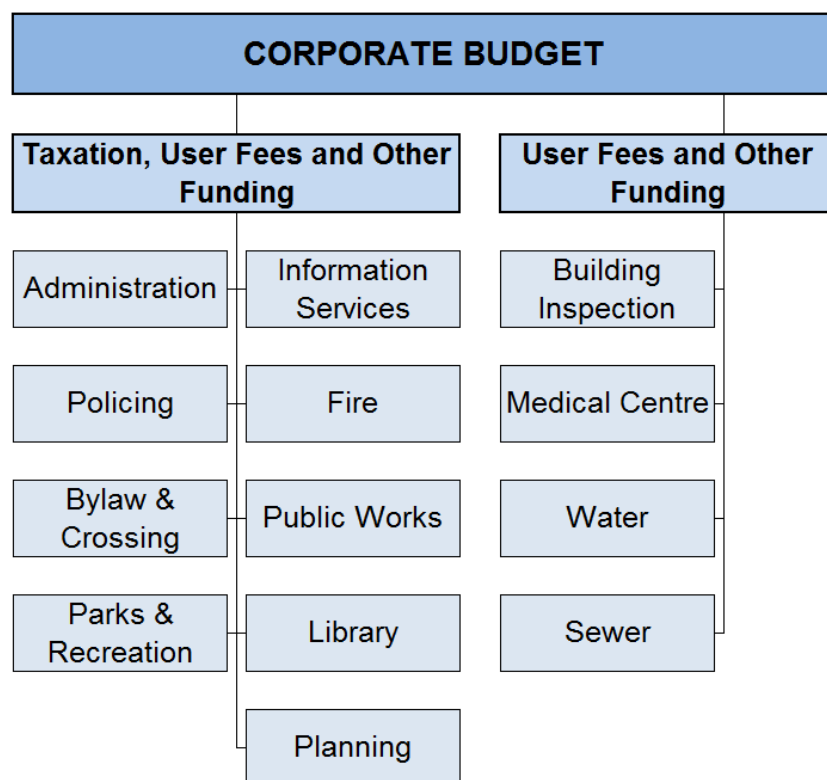 CORPORATE BUDGET
Taxation, User Fees and Other
Funding
Administration
Information
Services
Policing
Fire
Bylaw &
Crossing
Public Works
Parks &
Recreation
Library
Planning
User Fees and Other
Funding
Building
Inspection
Medical Centre
Water
Sewer